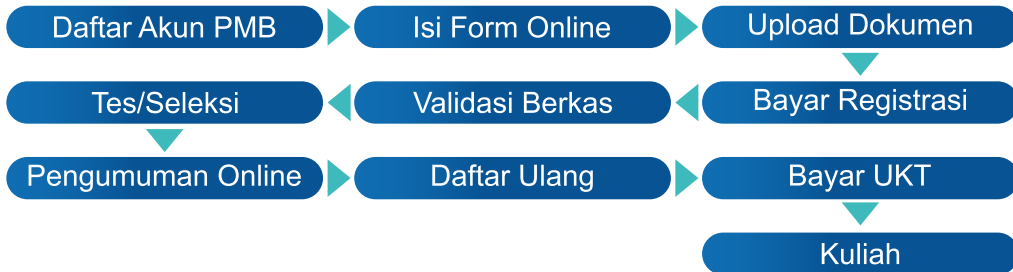 Daftar Akun PMB
Isi Form Online
Upload Dokumen
Bayar Registrasi
Validasi Berkas
Tes/Seleksi
Pengumuman Online
Daftar Ulang
Bayar UKT
Kuliah